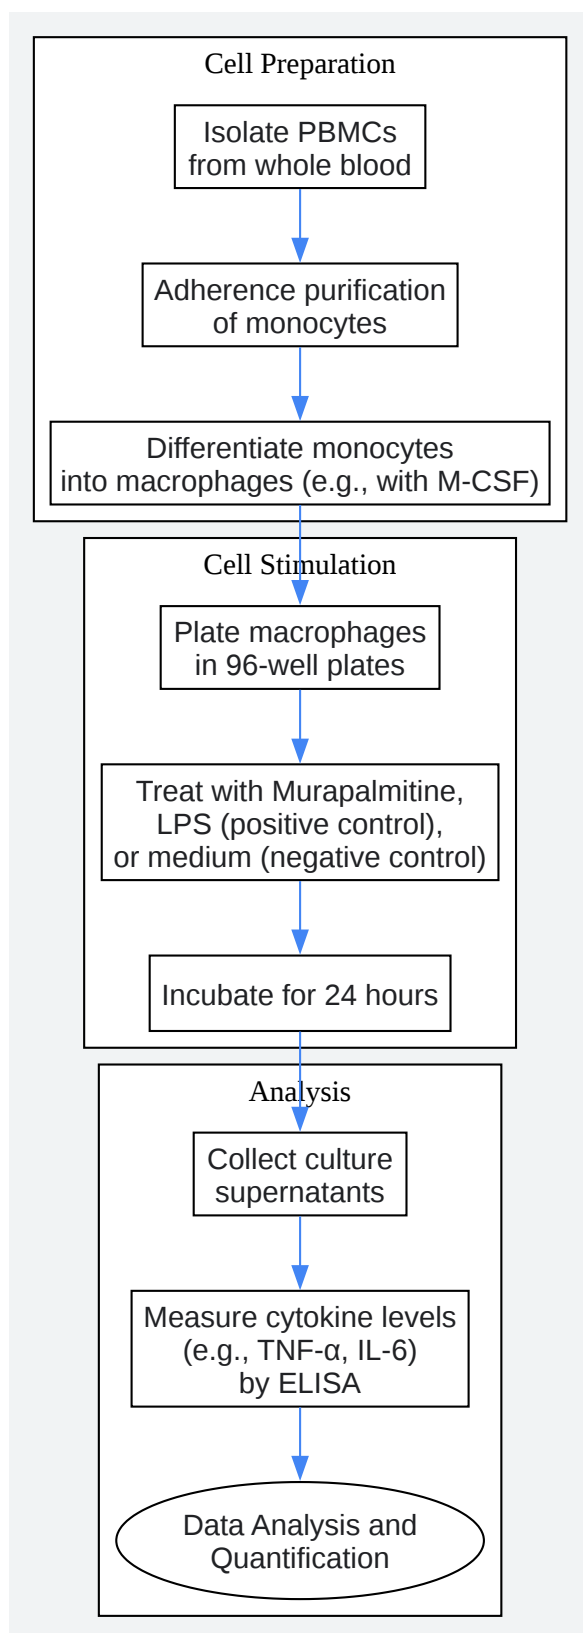 Cell Preparation
Isolate PBMCs
from whole blood
Adherence purification
of monocytes
Differentiate monocytes
into macrophages (e.g., with M-CSF)
Cell Stimulation
Plate macrophages
in 96-well plates
Treat with Murapalmitine,
LPS (positive control),
or medium (negative control)
Incubate for 24 hours
Analysis
Collect culture
supernatants
Measure cytokine levels
(e.g., TNF-α, IL-6)
by ELISA
Data Analysis and
Quantification